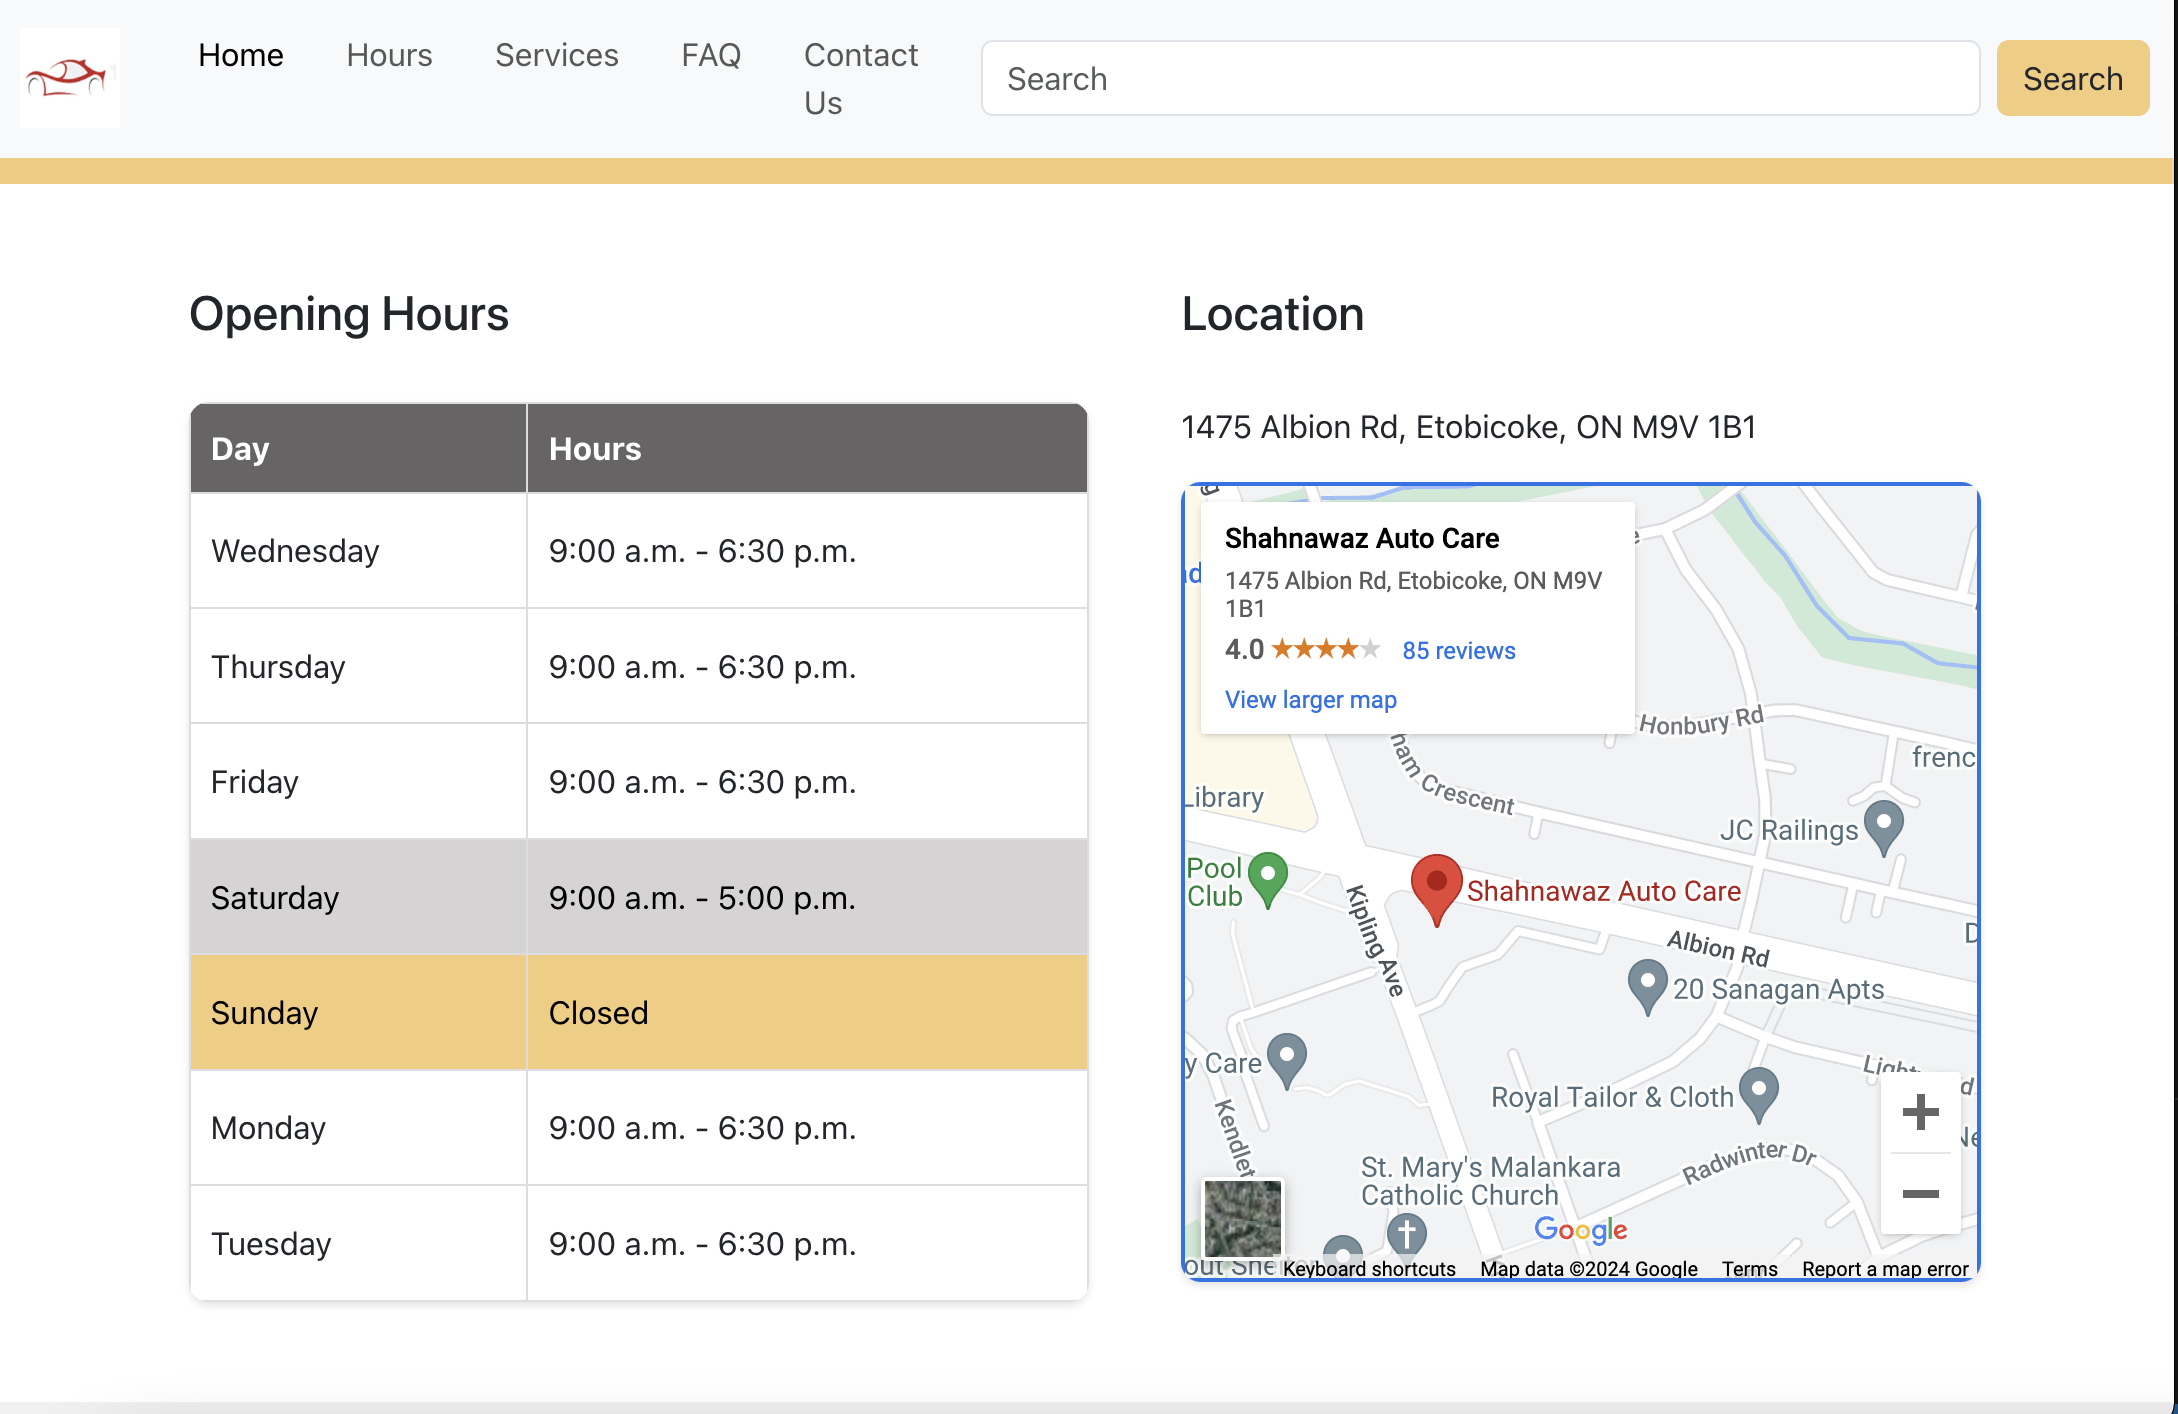 Home
Hours
Services
FAQ
Contact
Us
Search
Search
Opening Hours
Day Hours
Wednesday 9:00 a.m. - 6:30 p.m.
Thursday 9:00 a.m. - 6:30 p.m.
Friday 9:00 a.m. - 6:30 p.m.
Saturday 9:00 a.m. - 5:00 p.m.
Sunday Closed
Monday 9:00 a.m. - 6:30 p.m.
Tuesday 9:00 a.m. - 6:30 p.m.
Location
1475 Albion Rd, Etobicoke, ON M9V 1B1
Shahnawaz Auto Care
1475 Albion Rd, Etobicoke, ON M9V
1B1
4.0 85 reviews
View larger map
Honbury Rd
frenc
ham Crescent
Library
JC Railings
Pool
Club
Shahnawaz Auto Care
Kipling Ave
Albion Rd
20 Sanagan Apts
y Care
Royal Tailor & Cloth
Kendlet
Radwinter Dr
St. Mary's Malankara
Catholic Church
Google
Keyboard shortcuts
Map data ©2024 Google
Terms
Report a map error